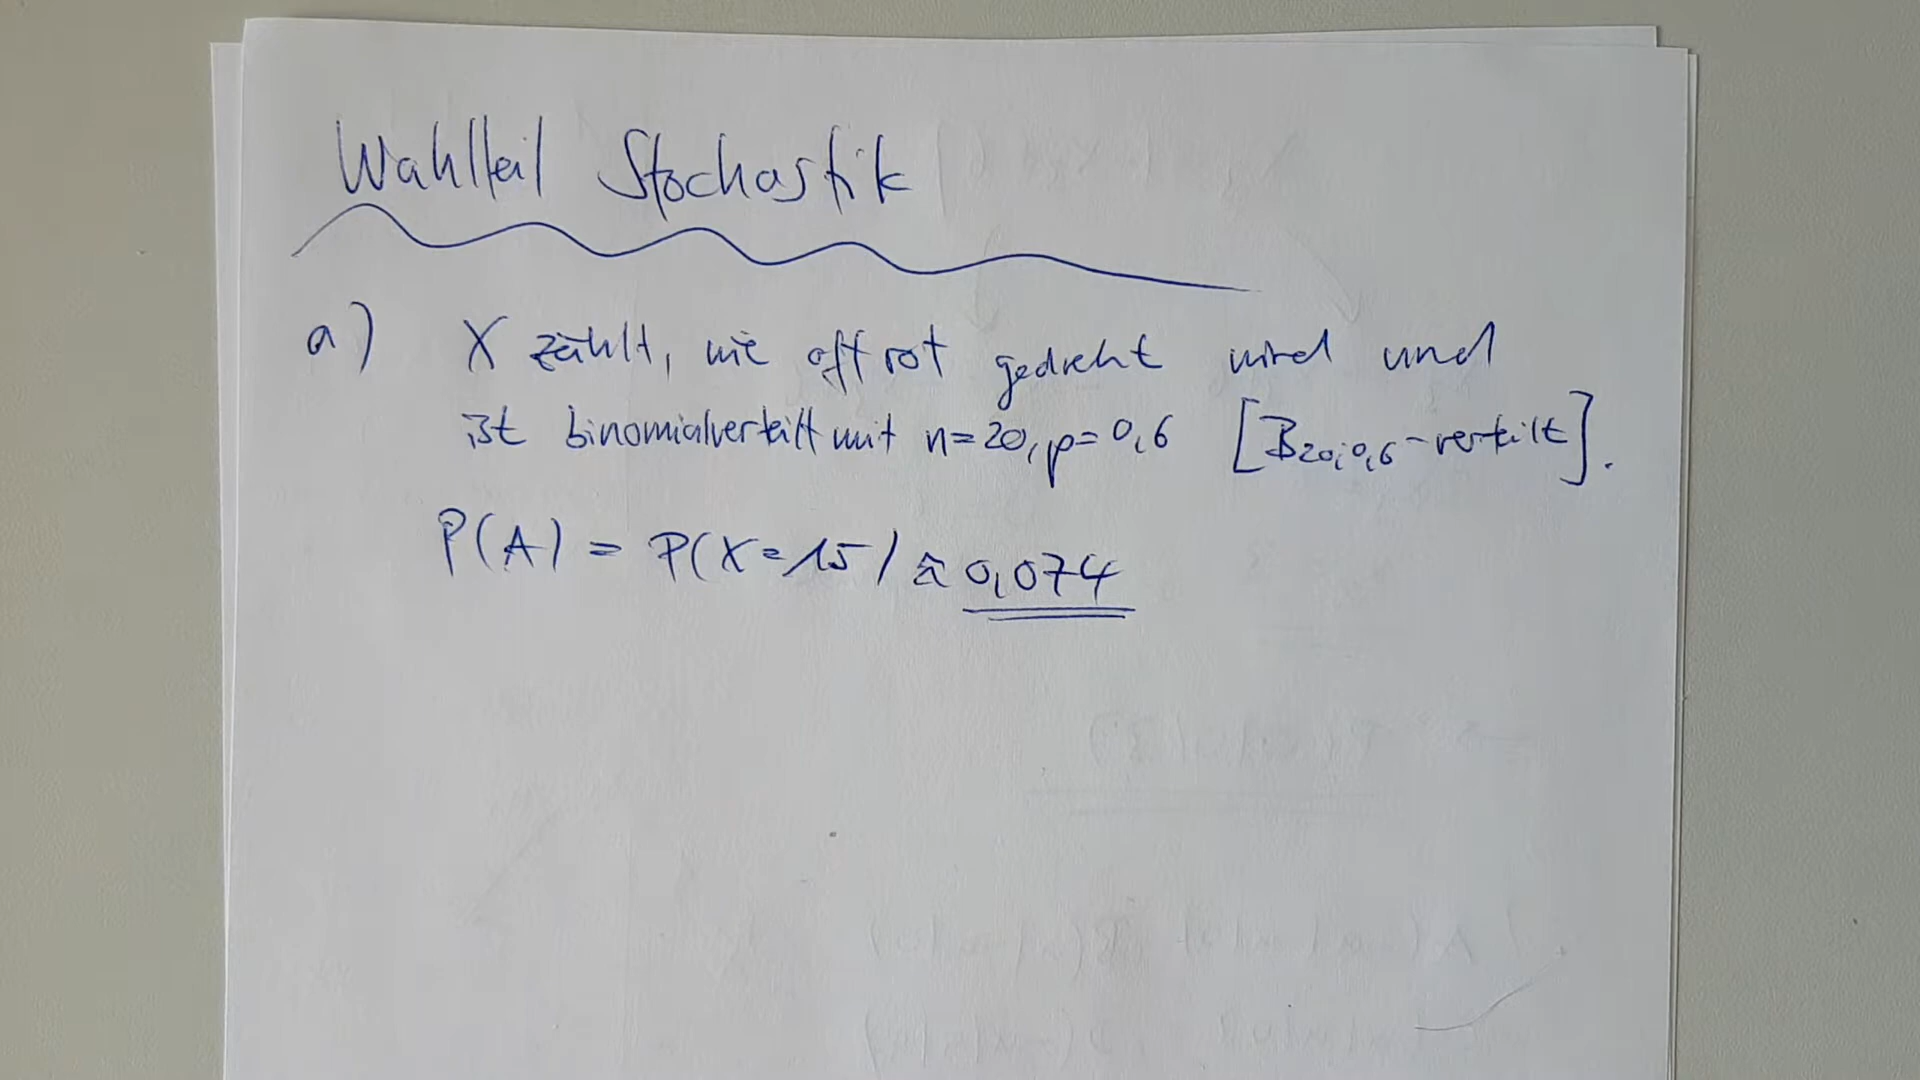 Wahlteil Stochastik
a) X zählt, wie oft rot gedreht wird und
ist binomialverteilt mit n=20, p=0,6 [B20;0,6-verteilt].
P(A) = P(X=15) ≈ 0,074